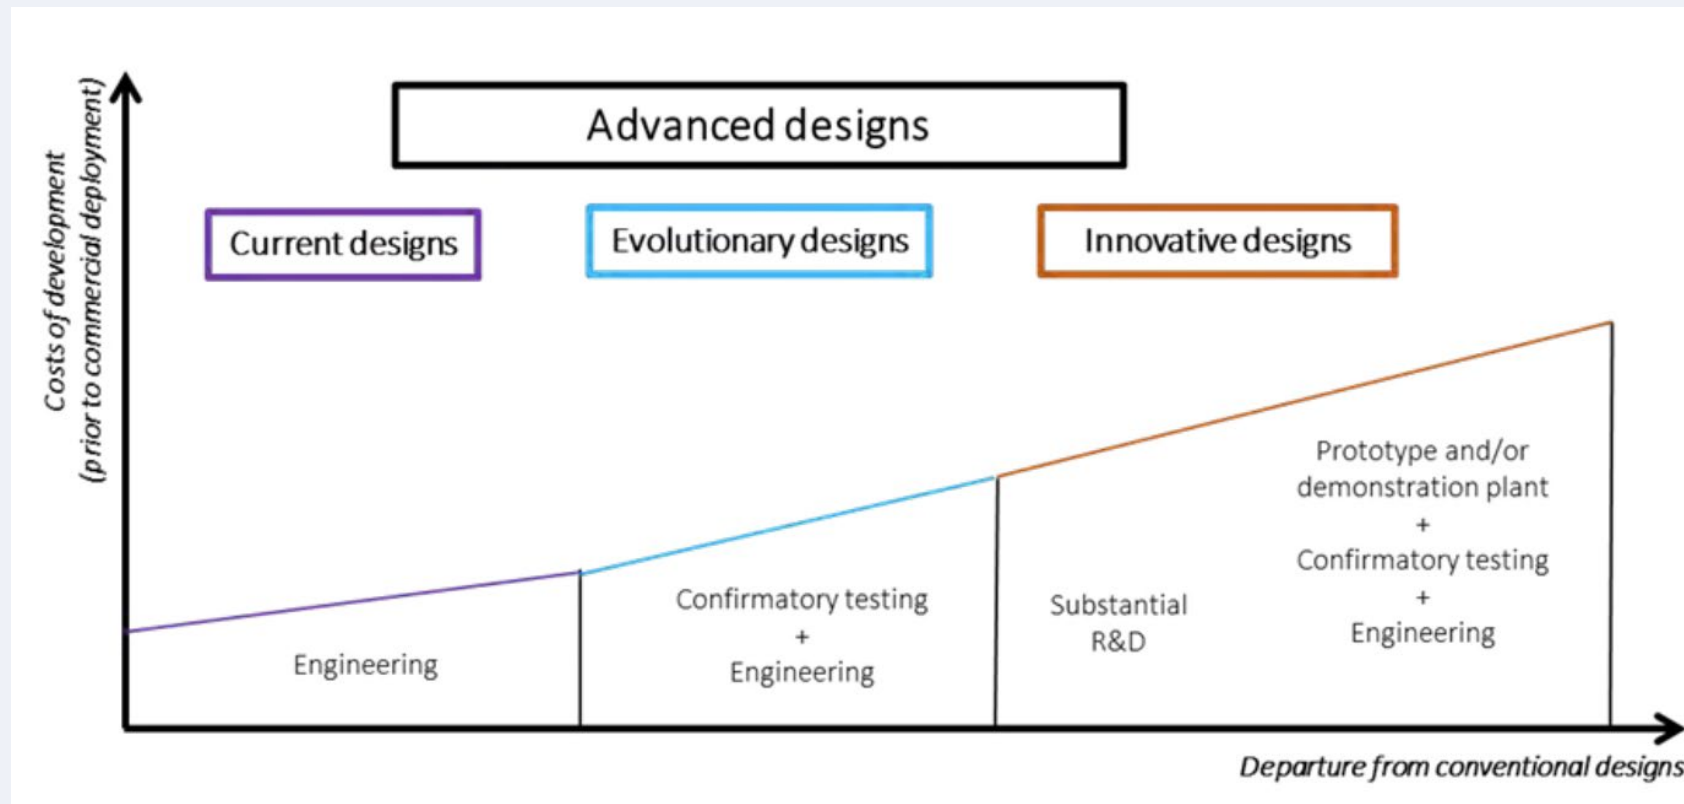 Costs of development
(prior to commercial deployment)
Advanced designs
Current designs
Evolutionary designs
Innovative designs
Engineering
Confirmatory testing
+
Engineering
Substantial
R&D
Prototype and/or
demonstration plant
+
Confirmatory testing
+
Engineering
Departure from conventional designs